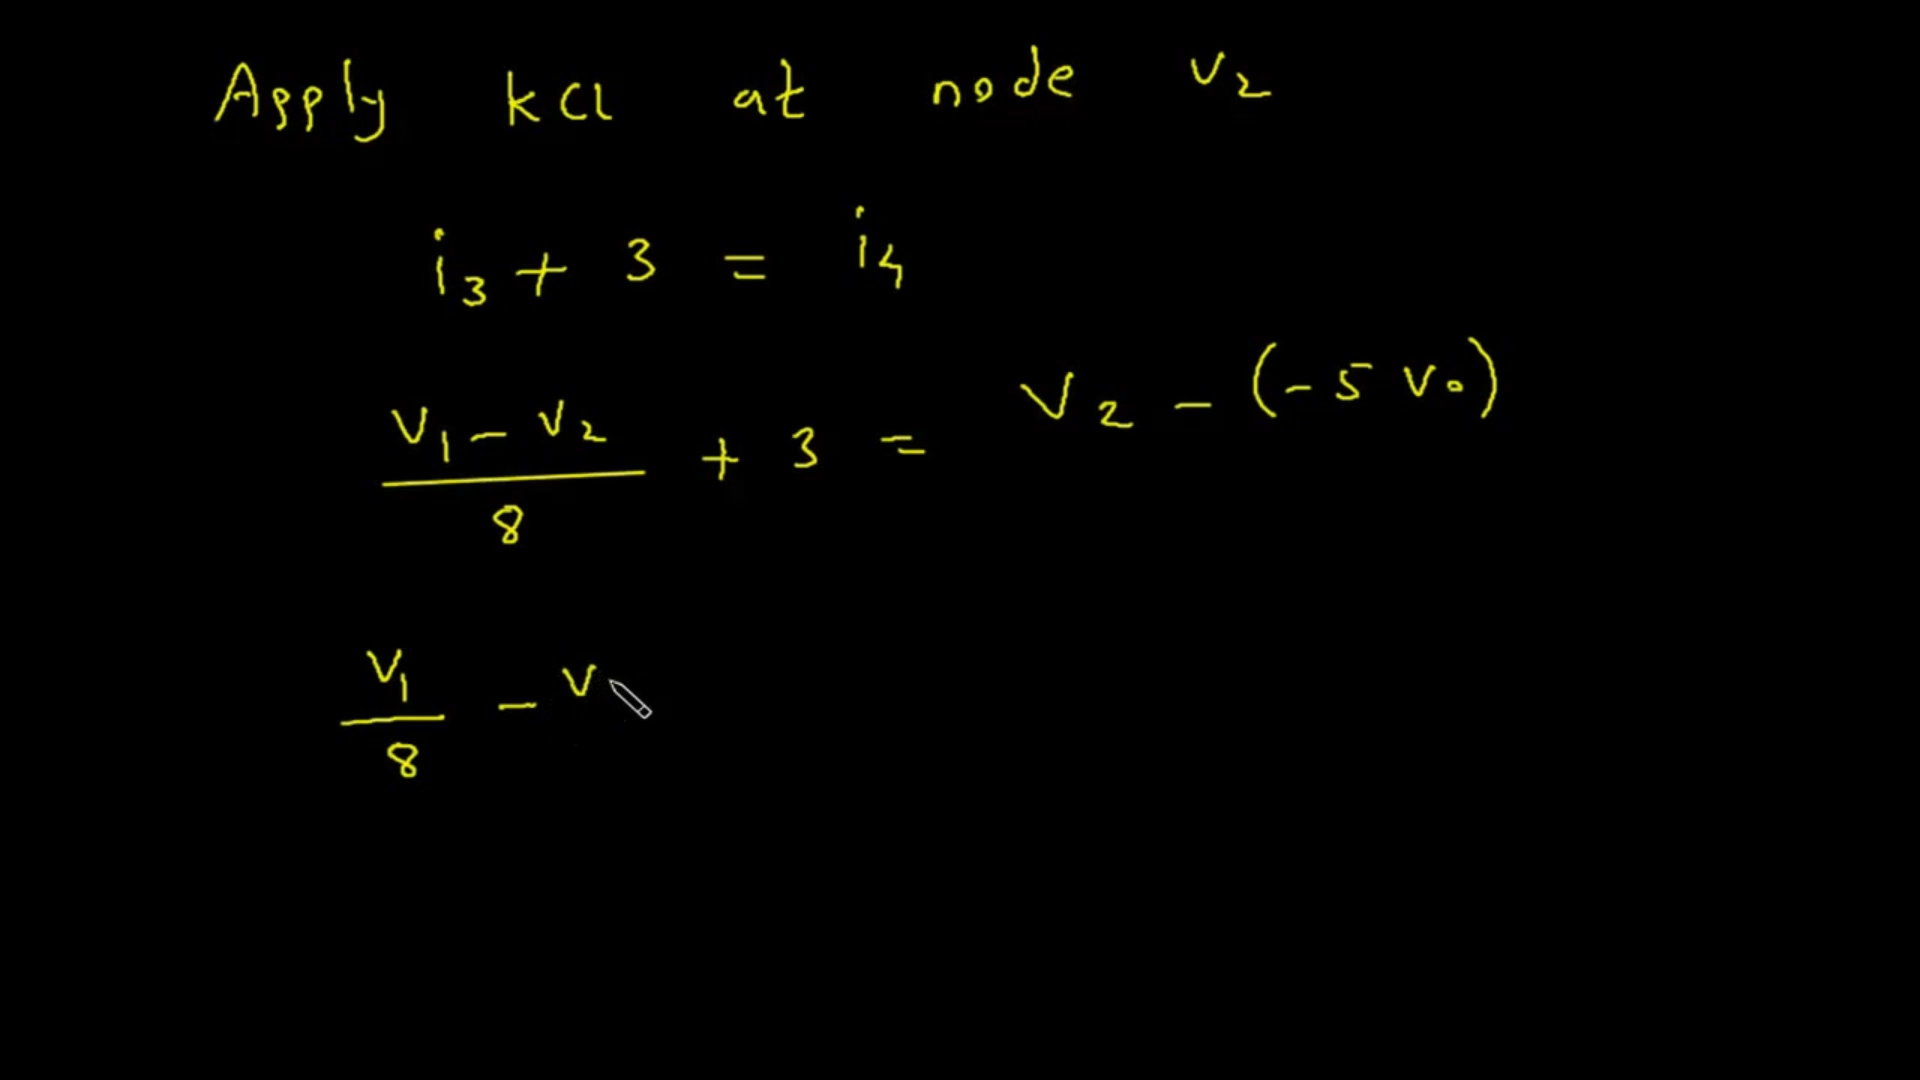 Apply kcl at node v2
i3 + 3 = i4
v1 - v2 / 8 + 3 = v2 - (-5 v0)
v1 / 8 - v